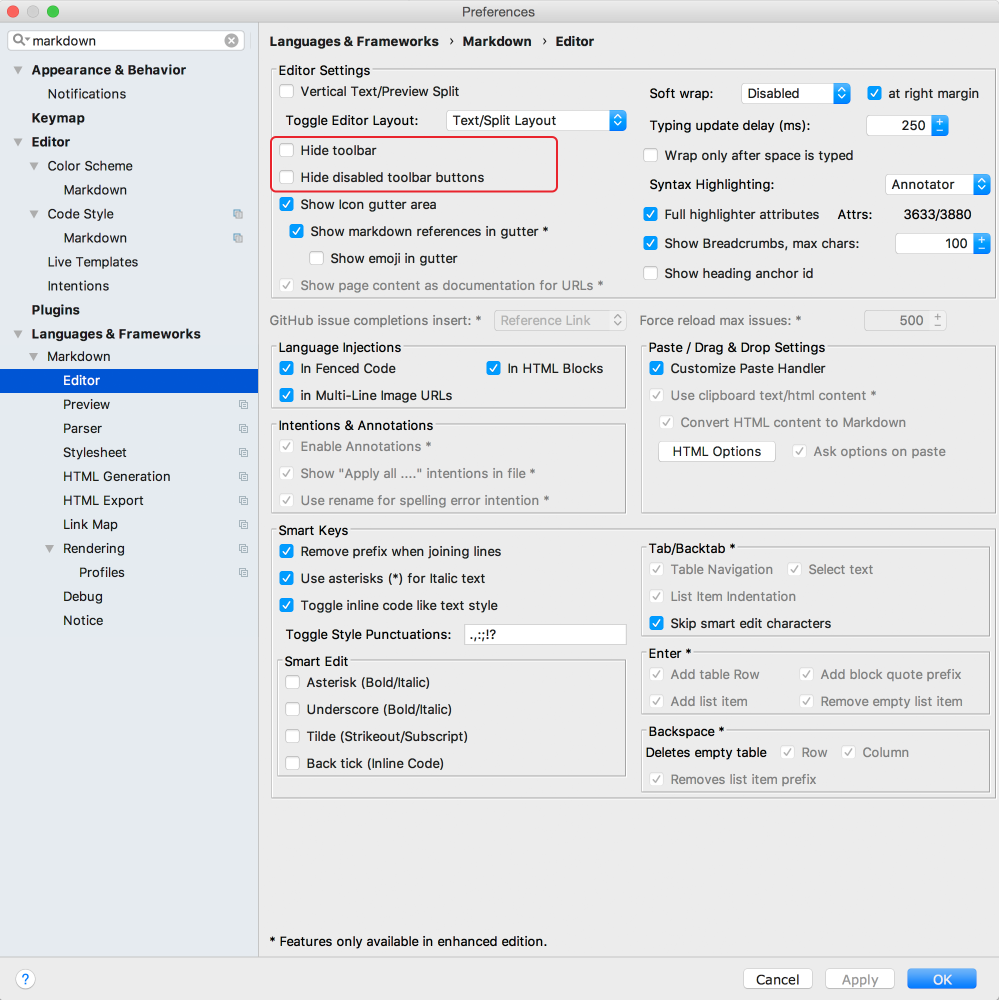 Preferences
markdown
Appearance & Behavior
Notifications
Keymap
Editor
Color Scheme
Markdown
Code Style
Markdown
Live Templates
Intentions
Plugins
Languages & Frameworks
Markdown
Editor
Preview
Parser
Stylesheet
HTML Generation
HTML Export
Link Map
Rendering
Profiles
Debug
Notice
Languages & Frameworks › Markdown › Editor
Editor Settings
Vertical Text/Preview Split
Toggle Editor Layout: Text/Split Layout
Hide toolbar
Hide disabled toolbar buttons
Show Icon gutter area
Show markdown references in gutter *
Show emoji in gutter
Show page content as documentation for URLs *
Soft wrap: Disabled at right margin
Typing update delay (ms): 250
Wrap only after space is typed
Syntax Highlighting: Annotator
Full highlighter attributes Attrs: 3633/3880
Show Breadcrumbs, max chars: 100
Show heading anchor id
GitHub issue completions insert: * Reference Link Force reload max issues: * 500
Language Injections
In Fenced Code In HTML Blocks
in Multi-Line Image URLs
Intentions & Annotations
Enable Annotations *
Show "Apply all ...." intentions in file *
Use rename for spelling error intention *
Paste / Drag & Drop Settings
Customize Paste Handler
Use clipboard text/html content *
Convert HTML content to Markdown
HTML Options Ask options on paste
Smart Keys
Remove prefix when joining lines
Use asterisks (*) for Italic text
Toggle inline code like text style
Toggle Style Punctuations: .,:;!?
Smart Edit
Asterisk (Bold/Italic)
Underscore (Bold/Italic)
Tilde (Strikeout/Subscript)
Back tick (Inline Code)
Tab/Backtab *
Table Navigation Select text
List Item Indentation
Skip smart edit characters
Enter *
Add table Row Add block quote prefix
Add list item Remove empty list item
Backspace *
Deletes empty table Row Column
Removes list item prefix
* Features only available in enhanced edition.
? Cancel Apply OK